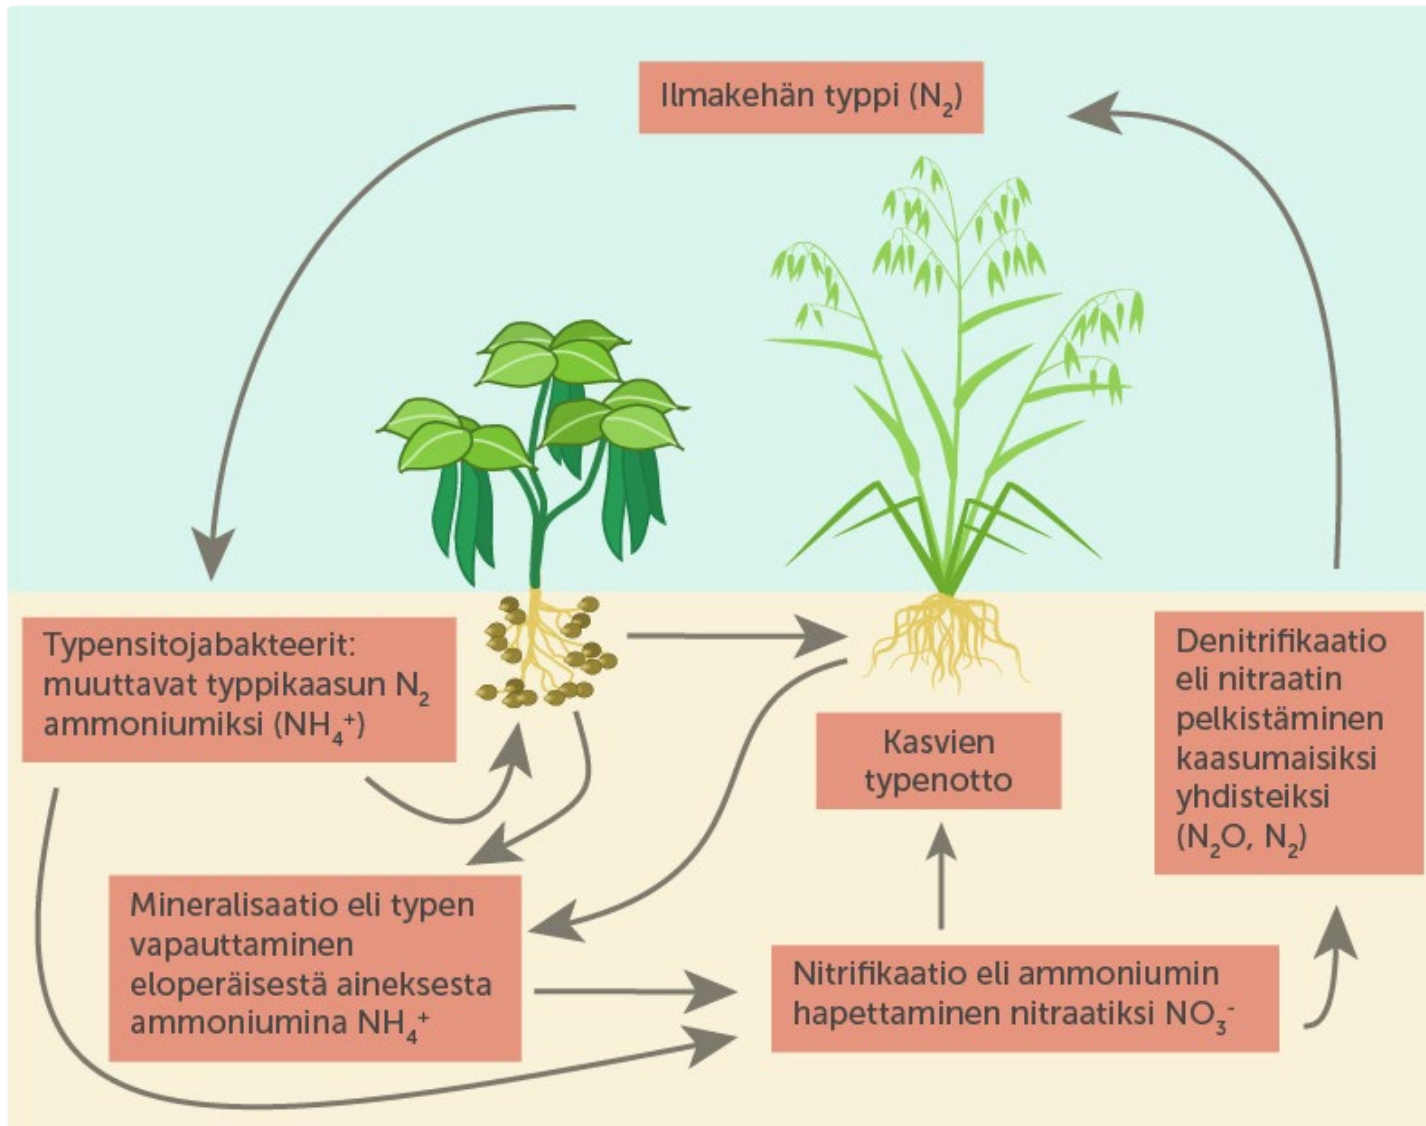 Ilmakehän typpi (N₂)
Typensitojabakteerit:
muuttavat typpikaasun N₂
ammoniumiksi (NH₄⁺)
Kasvien
typenotto
Denitrifikaatio
eli nitraatin
pelkistäminen
kaasumaisiksi
yhdisteiksi
(N₂O, N₂)
Mineralisaatio eli typen
vapauttaminen
eloperäisestä aineksesta
ammoniumina NH₄⁺
Nitrifikaatio eli ammoniumin
hapettaminen nitraatiksi NO₃⁻